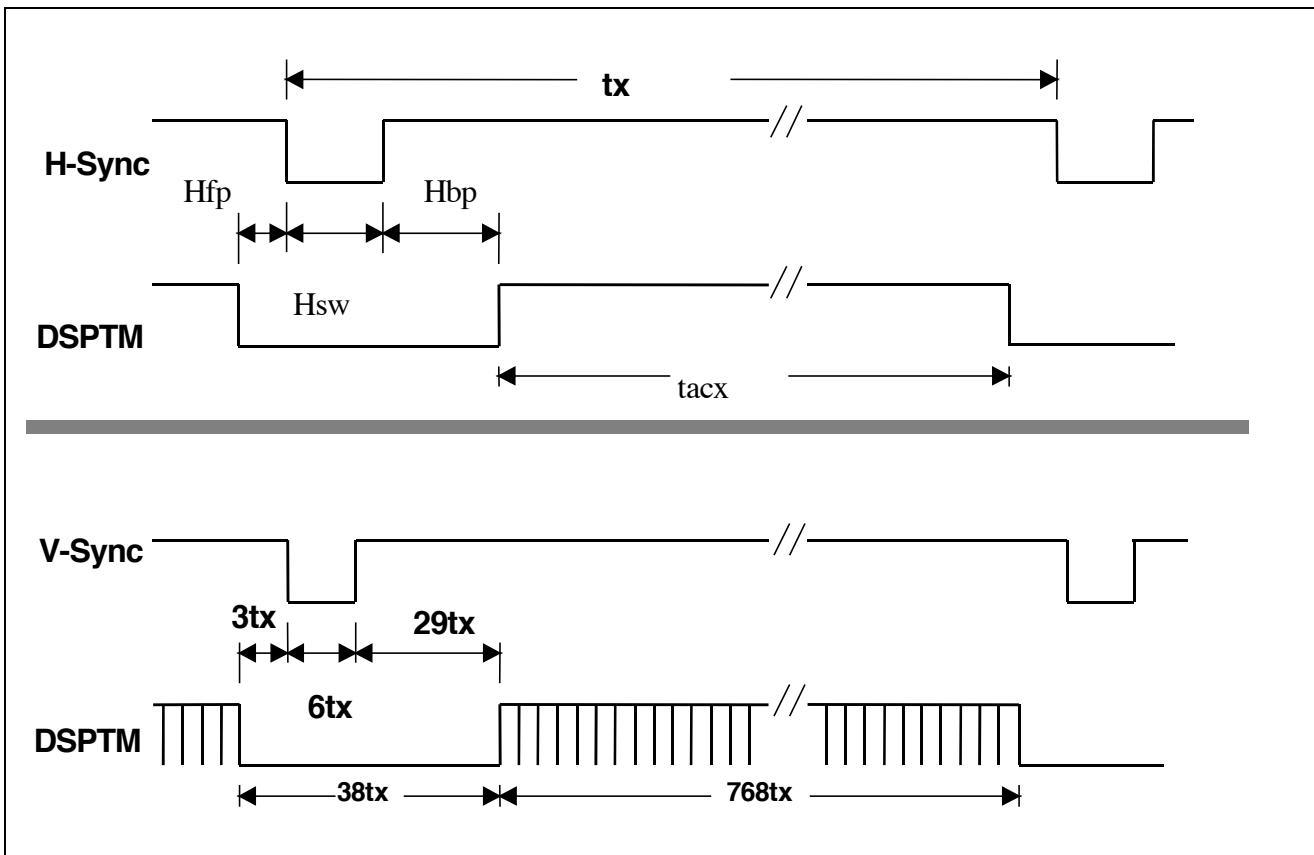 tx
H-Sync
Hfp
Hbp
Hsw
DSPTM
tacx
V-Sync
3tx
29tx
6tx
DSPTM
38tx
768tx